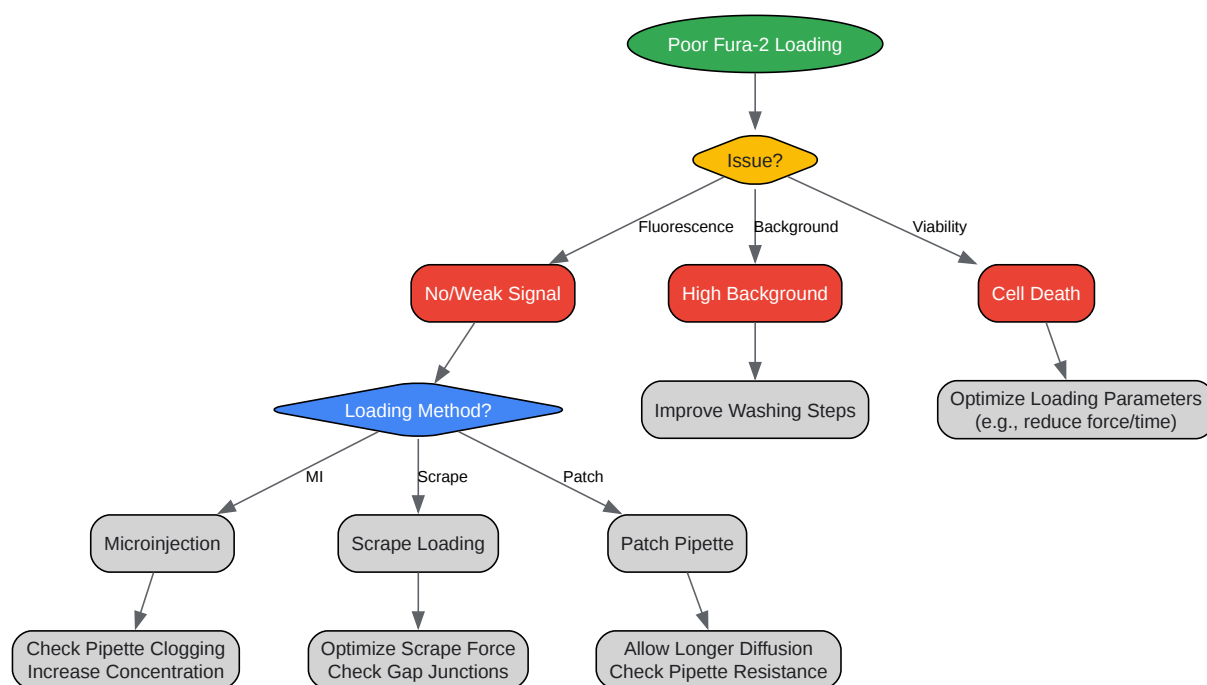 Poor Fura-2 Loading
Issue?
Fluorescence
Background
Viability
No/Weak Signal
High Background
Cell Death
Loading Method?
Improve Washing Steps
Optimize Loading Parameters
(e.g., reduce force/time)
MI
Scrape
Patch
Microinjection
Scrape Loading
Patch Pipette
Check Pipette Clogging
Increase Concentration
Optimize Scrape Force
Check Gap Junctions
Allow Longer Diffusion
Check Pipette Resistance